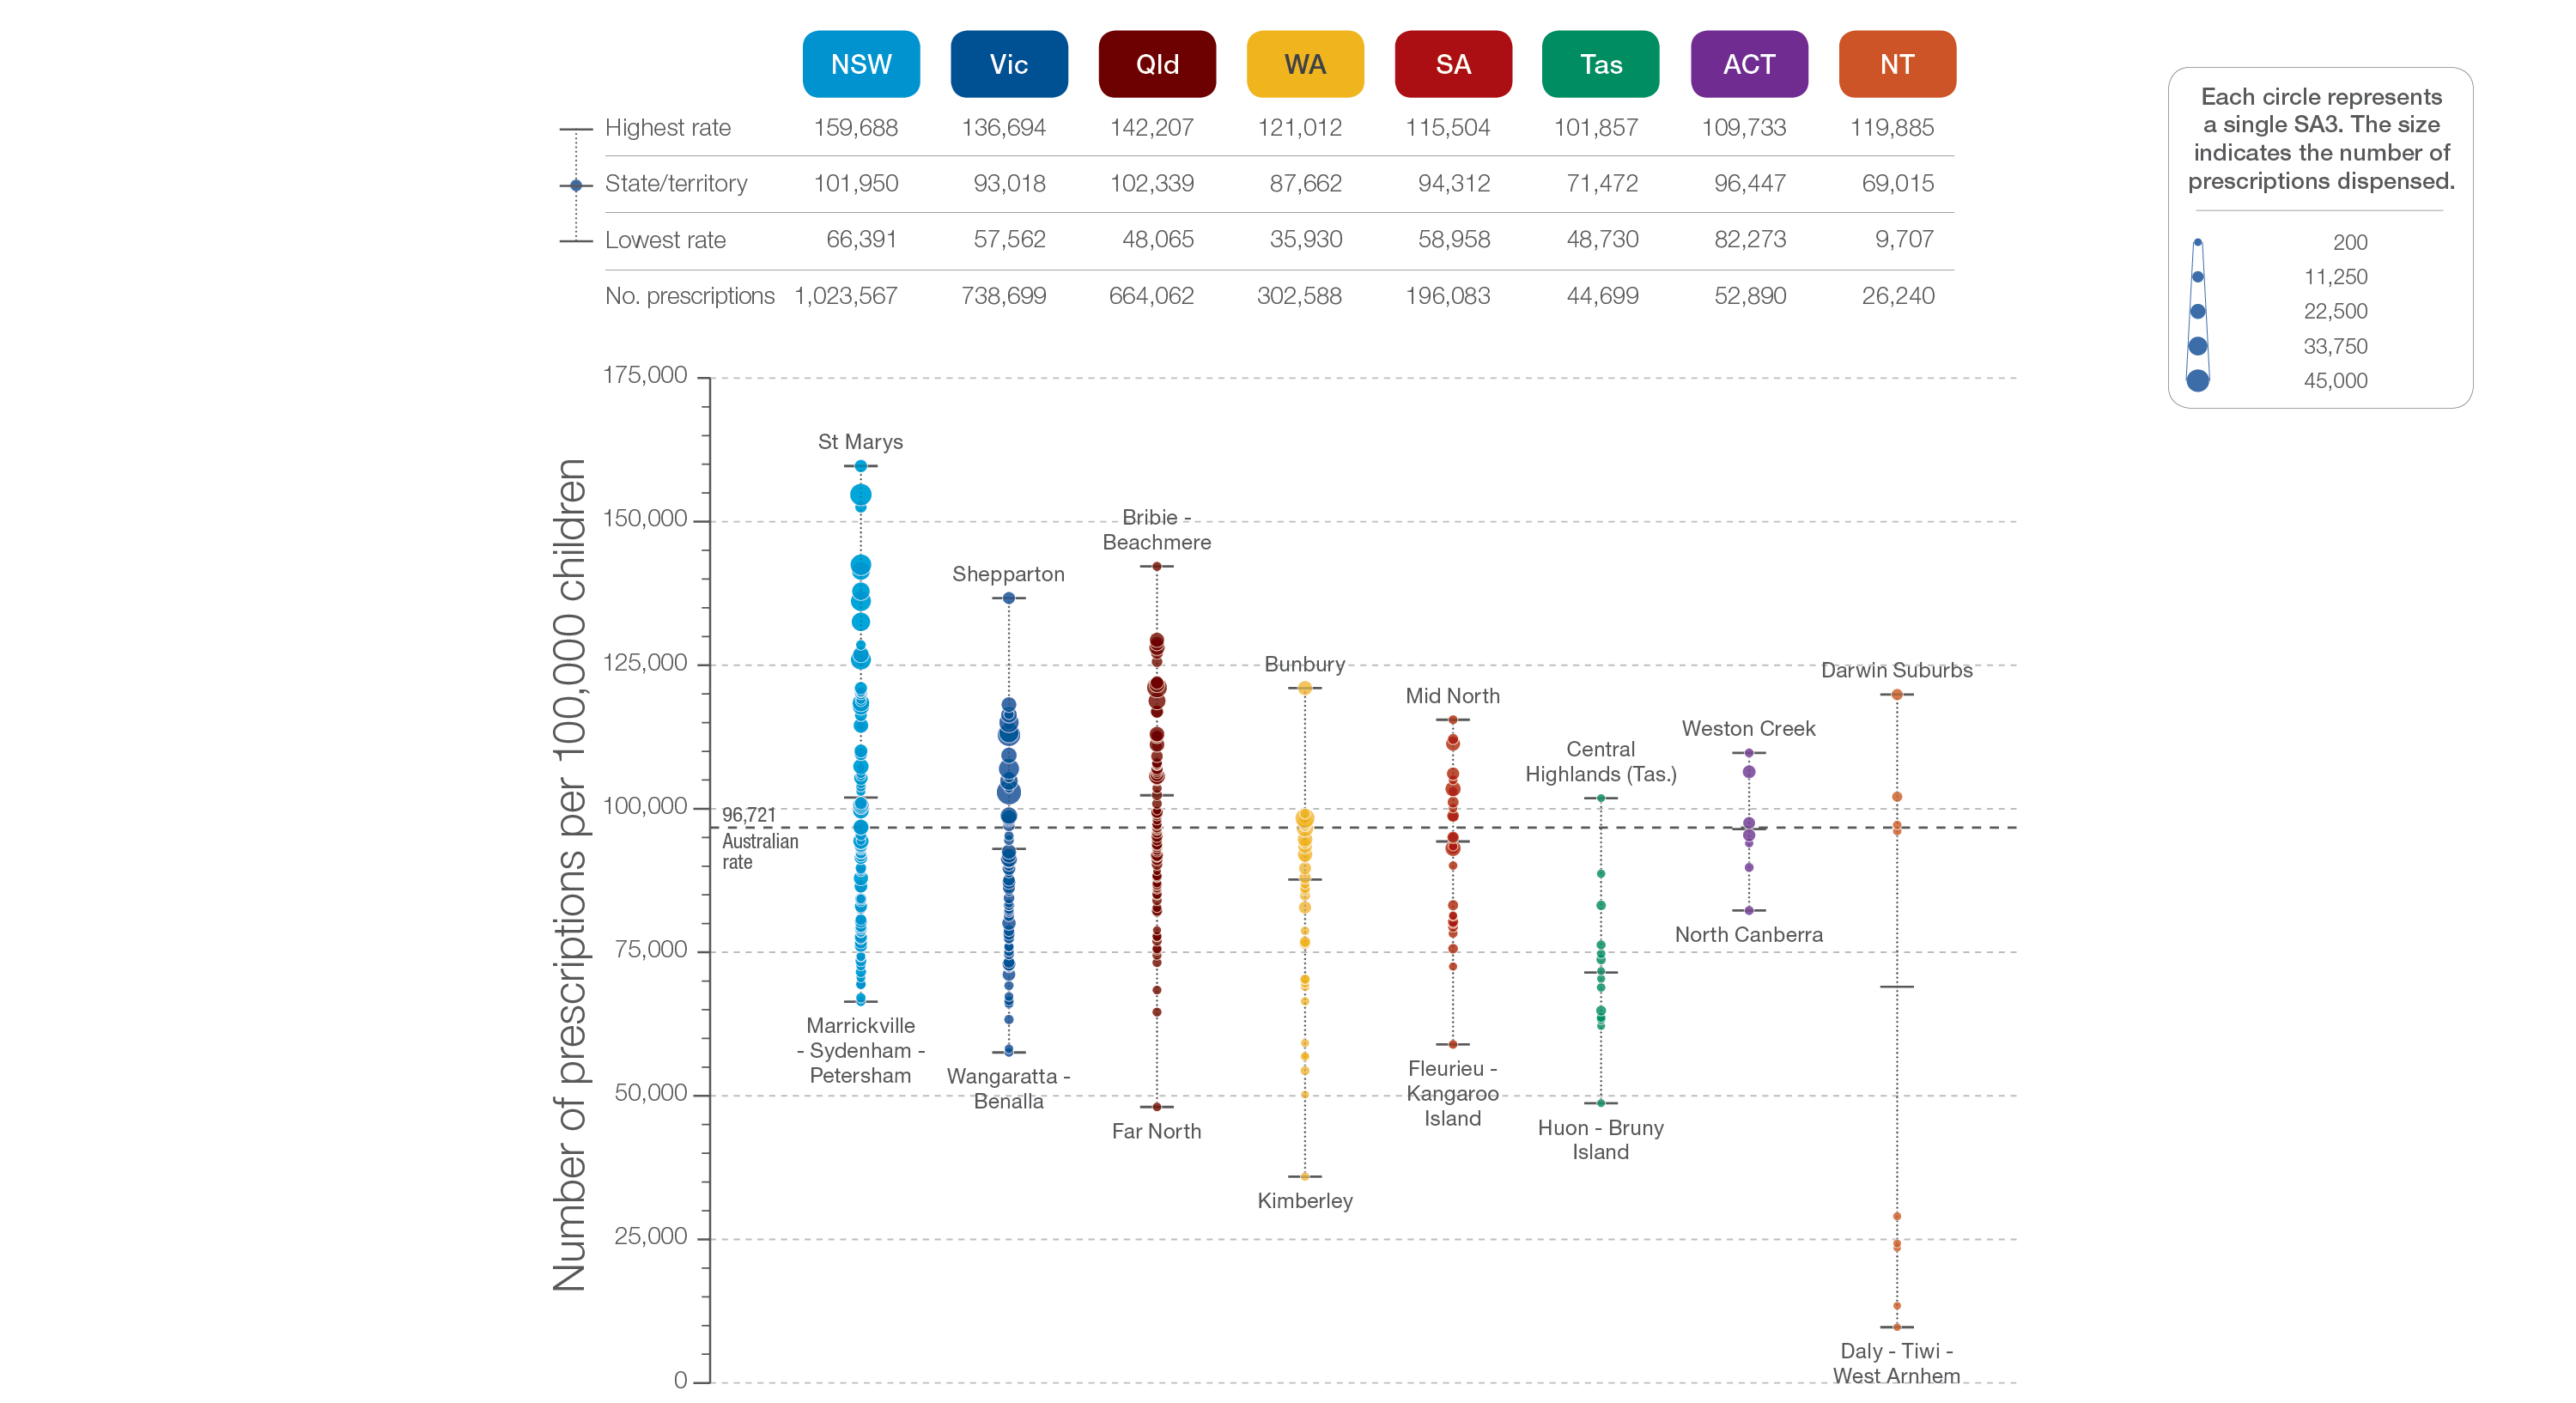 NSW Vic Qld WA SA Tas ACT NT
Highest rate 159,688 136,694 142,207 121,012 115,504 101,857 109,733 119,885
State/territory 101,950 93,018 102,339 87,662 94,312 71,472 96,447 69,015
Lowest rate 66,391 57,562 48,065 35,930 58,958 48,730 82,273 9,707
No. prescriptions 1,023,567 738,699 664,062 302,588 196,083 44,699 52,890 26,240
Each circle represents
a single SA3. The size
indicates the number of
prescriptions dispensed.
200
11,250
22,500
33,750
45,000
Number of prescriptions per 100,000 children
175,000
150,000
125,000
100,000
75,000
50,000
25,000
0
96,721
Australian
rate
St Marys
Marrickville
- Sydenham -
Petersham
Shepparton
Wangaratta -
Benalla
Bribie -
Beachmere
Far North
Bunbury
Kimberley
Mid North
Fleurieu -
Kangaroo
Island
Central
Highlands (Tas.)
Huon - Bruny
Island
Weston Creek
North Canberra
Darwin Suburbs
Daly - Tiwi -
West Arnhem